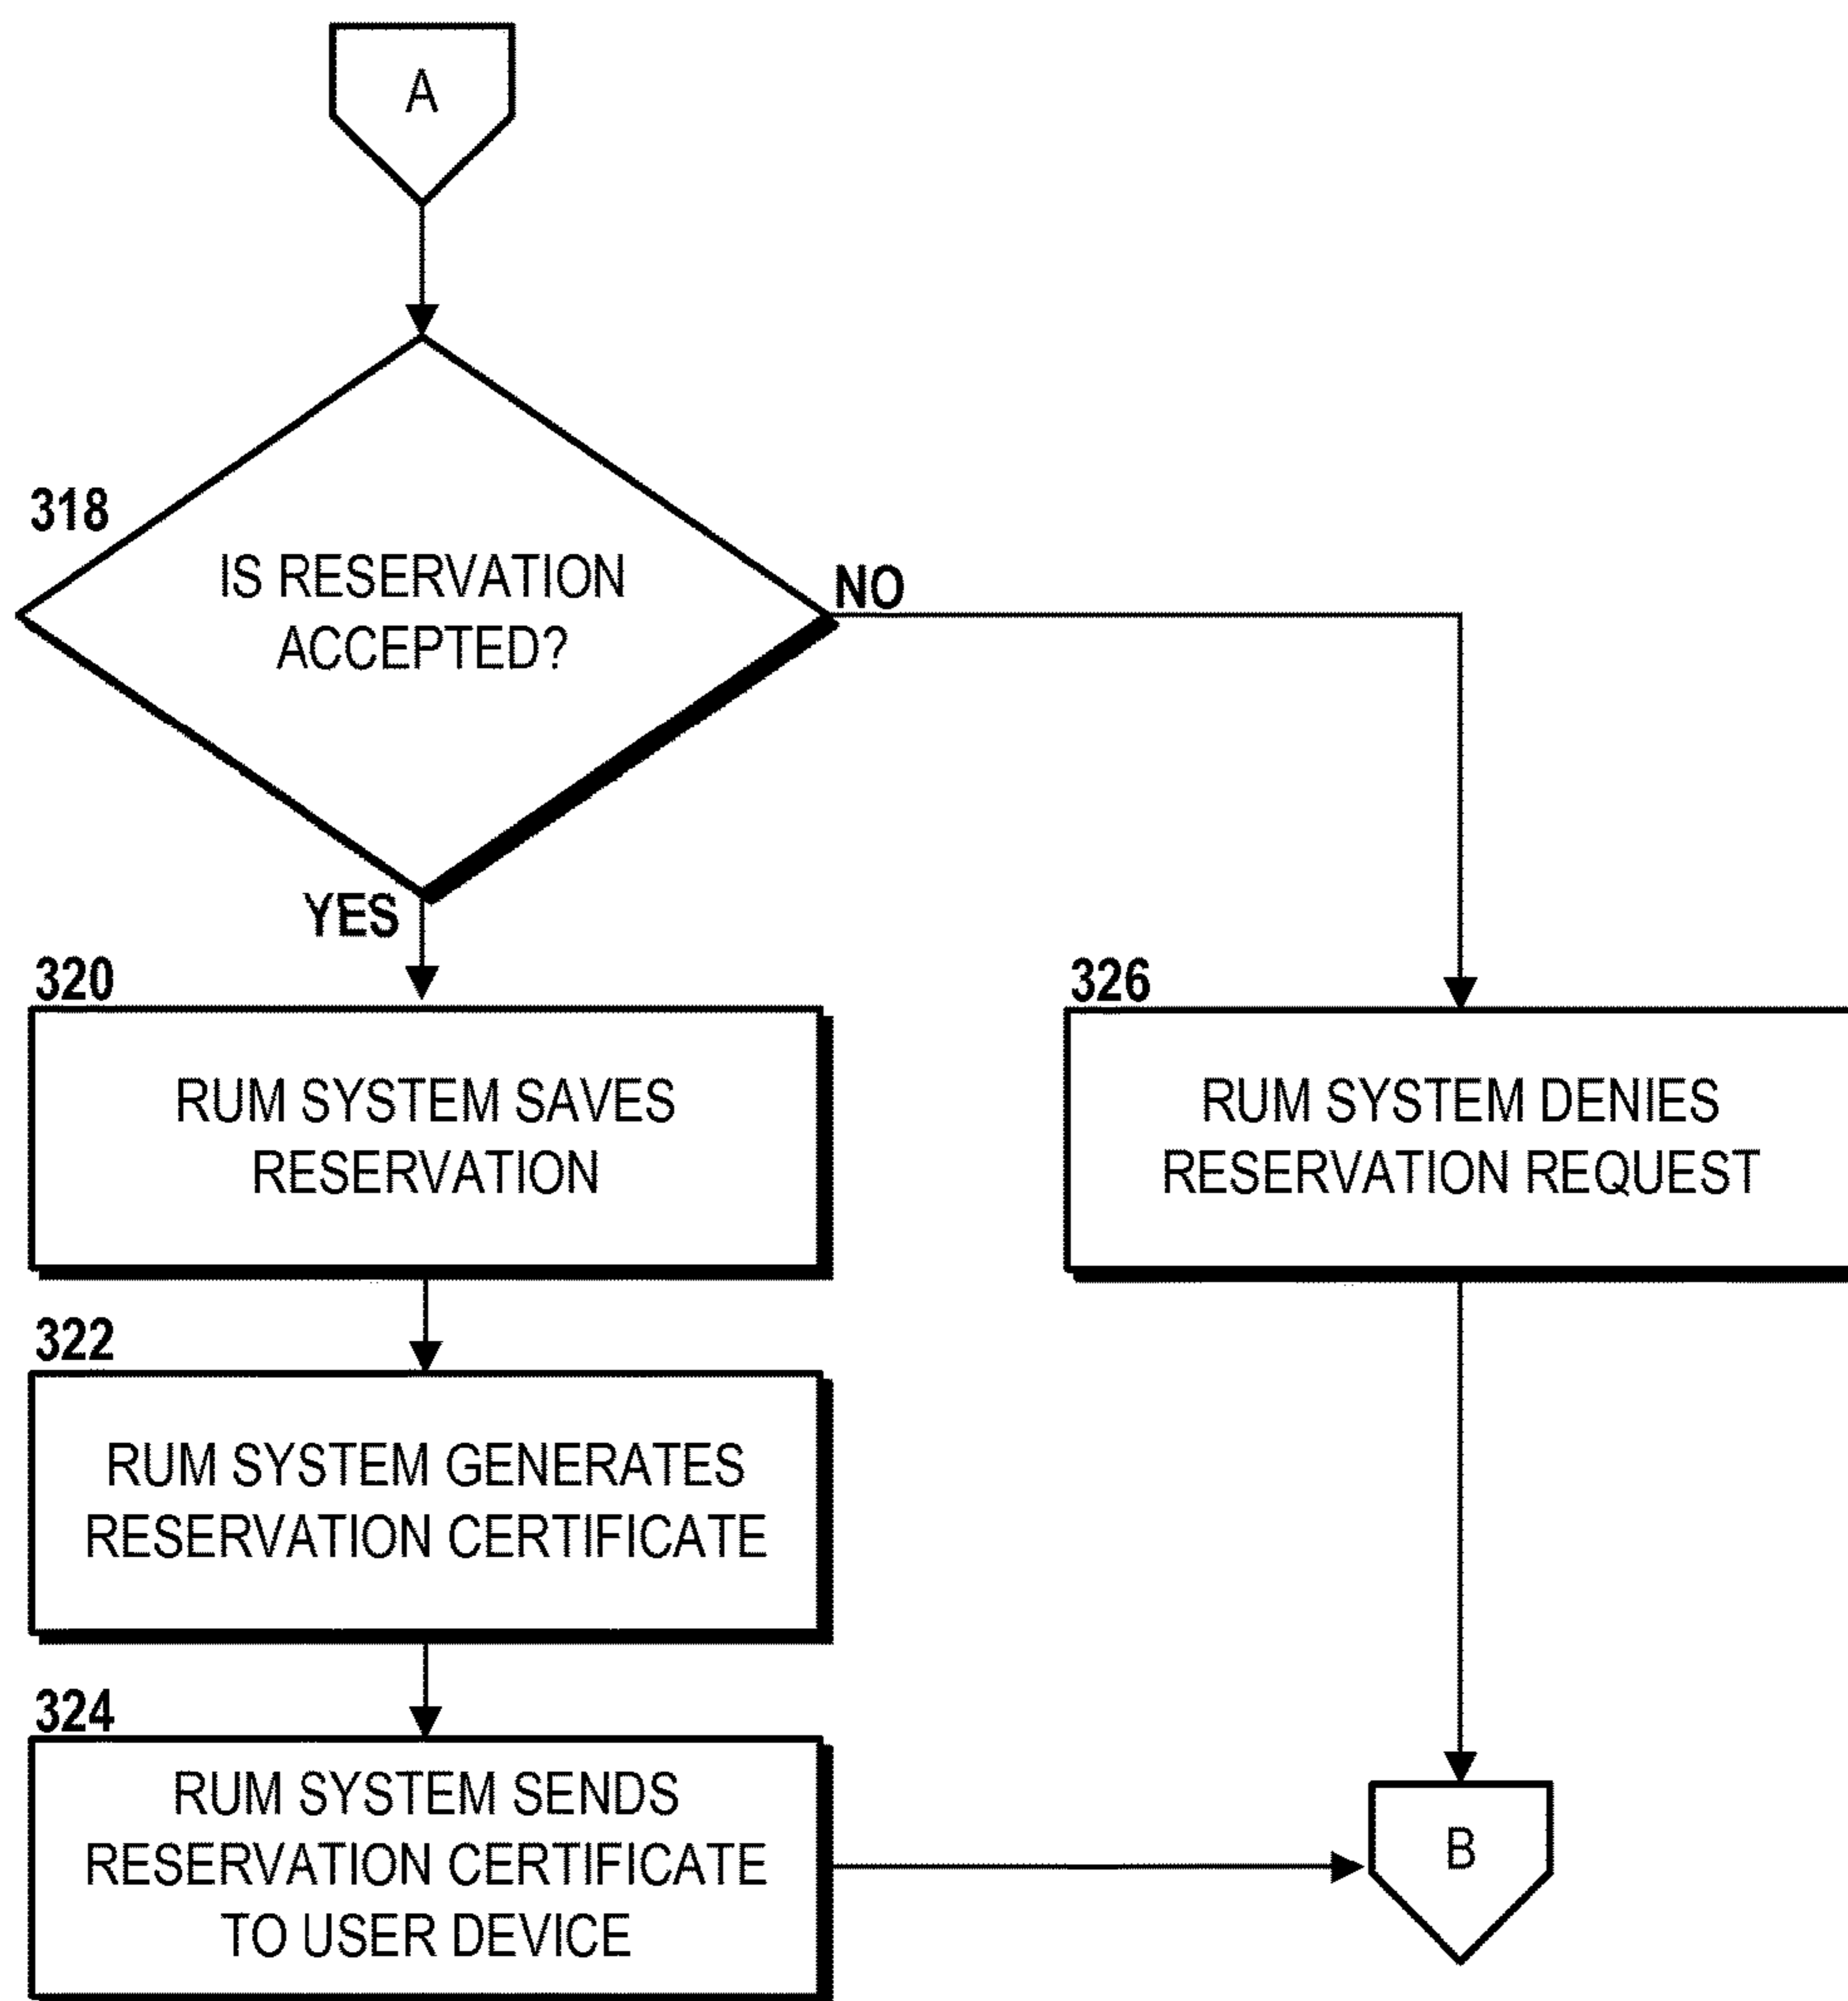 A
318
IS RESERVATION
ACCEPTED?
NO
YES
320
RUM SYSTEM SAVES
RESERVATION
326
RUM SYSTEM DENIES
RESERVATION REQUEST
322
RUM SYSTEM GENERATES
RESERVATION CERTIFICATE
324
RUM SYSTEM SENDS
RESERVATION CERTIFICATE
TO USER DEVICE
B